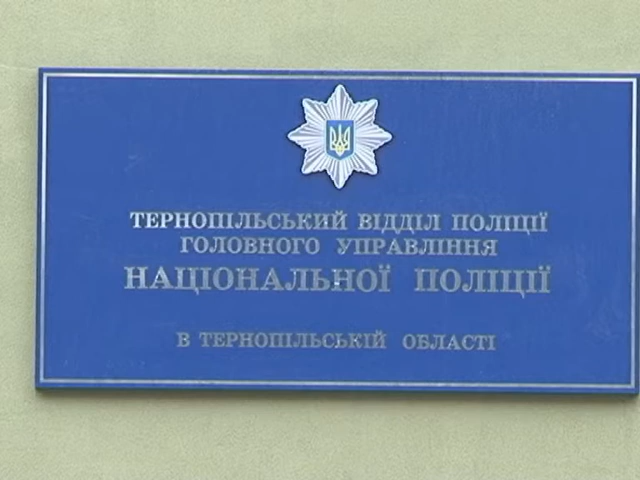 ТЕРНОПІЛЬСЬКИЙ ВІДДІЛ ПОЛІЦІЇ
ГОЛОВНОГО УПРАВЛІННЯ
НАЦІОНАЛЬНОЇ ПОЛІЦІЇ
В ТЕРНОПІЛЬСЬКІЙ ОБЛАСТІ